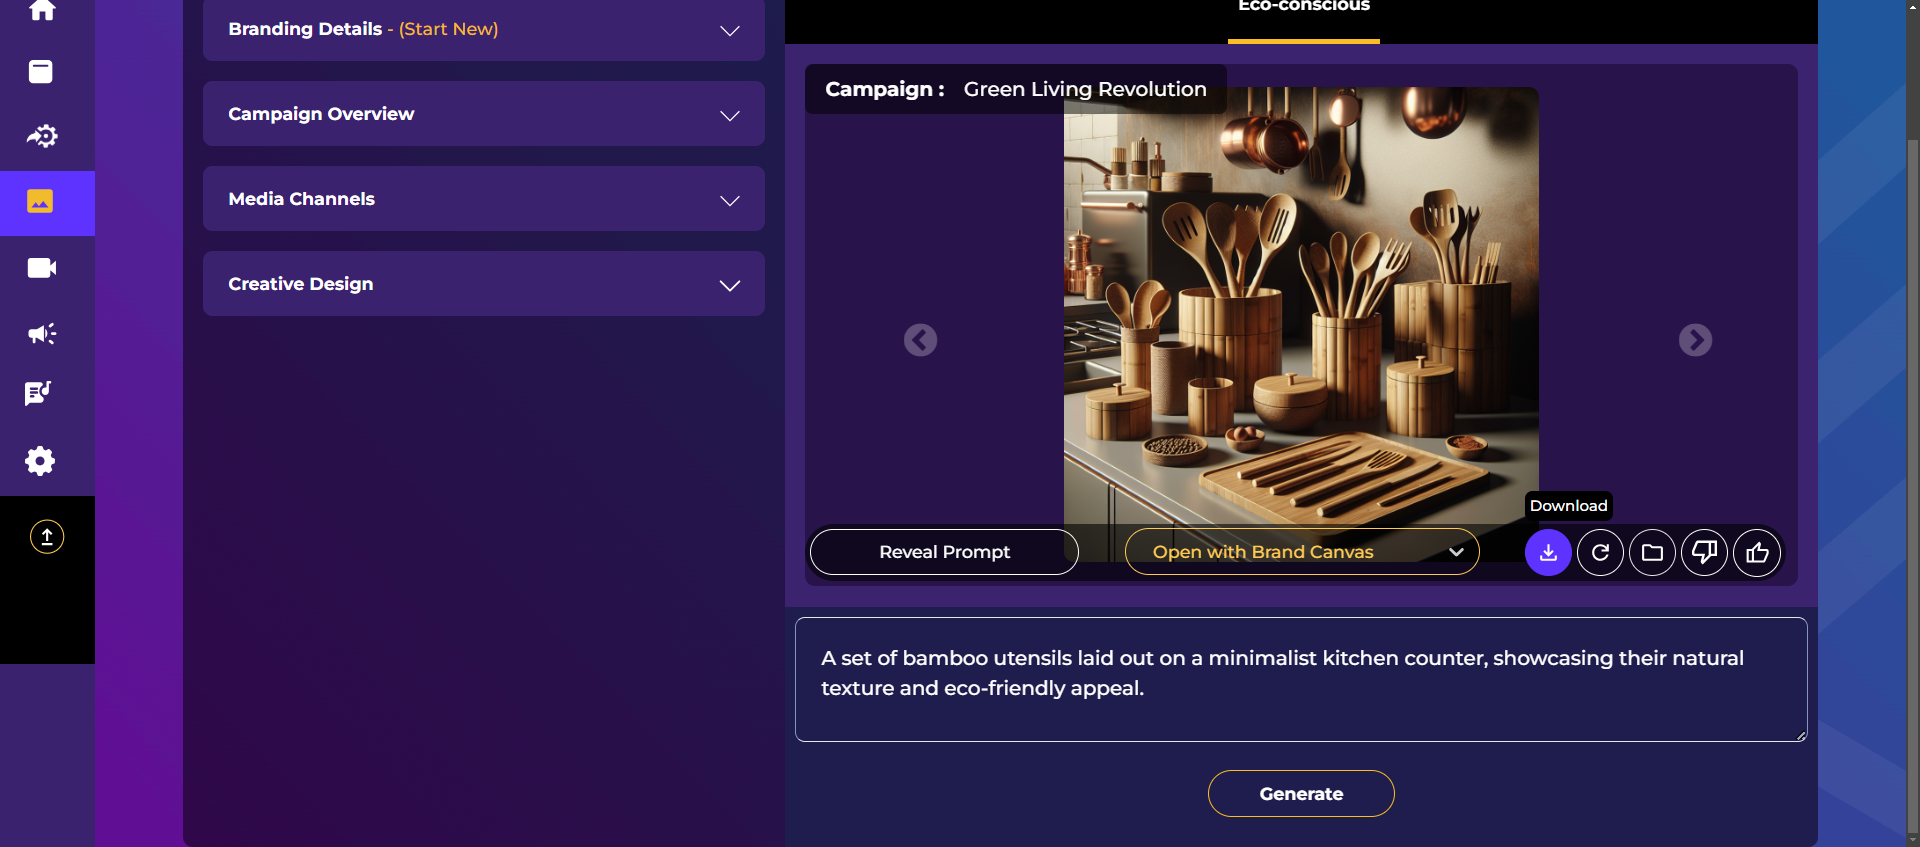 Branding Details - (Start New)
Campaign Overview
Media Channels
Creative Design
Eco-conscious
Campaign : Green Living Revolution
Download
Reveal Prompt
Open with Brand Canvas
A set of bamboo utensils laid out on a minimalist kitchen counter, showcasing their natural
texture and eco-friendly appeal.
Generate